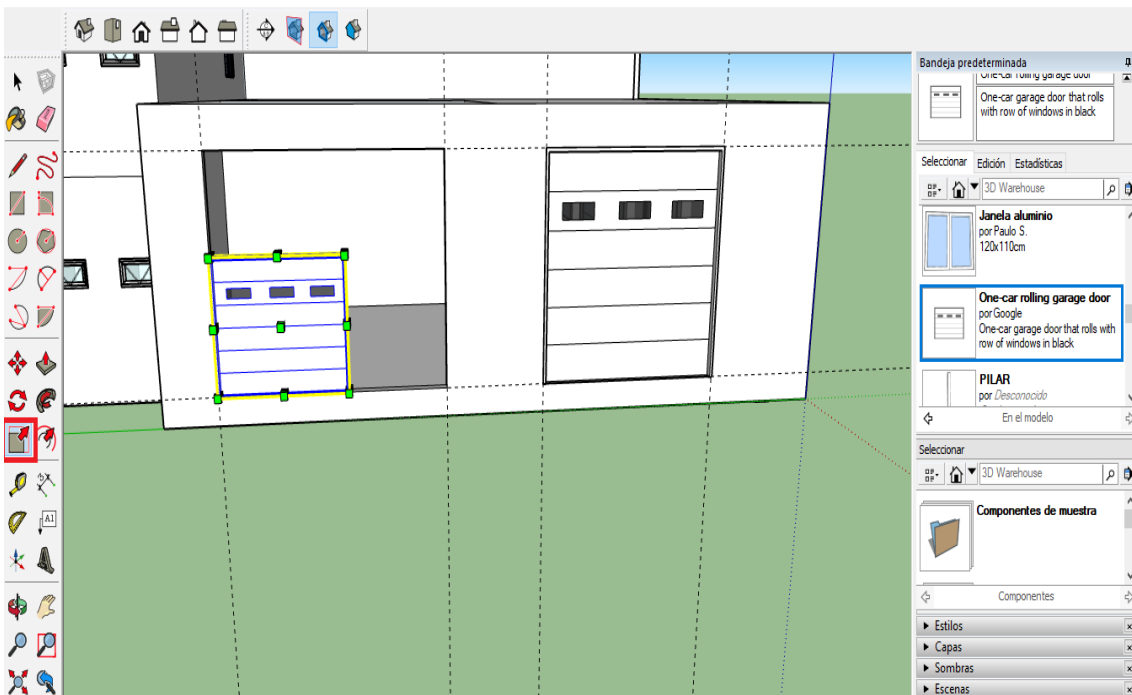 Bandeja predeterminada
One-car rolling garage door
One-car garage door that rolls
with row of windows in black
Seleccionar Edición Estadísticas
3D Warehouse
Janela aluminio
por Paulo S.
120x110cm
One-car rolling garage door
por Google
One-car garage door that rolls with
row of windows in black
PILAR
por Desconocido
En el modelo
Seleccionar
3D Warehouse
Componentes de muestra
Componentes
Estilos
Capas
Sombras
Escenas
A1